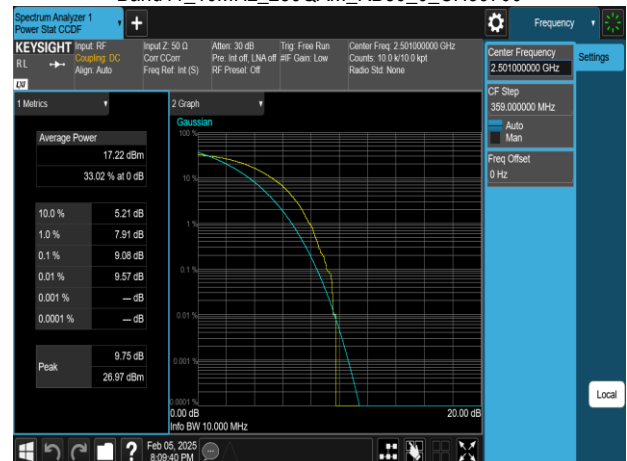 Spectrum Analyzer 1
Power Stat CCDF
Frequency
KEYSIGHT
RL
LXI
Input: RF
Coupling: DC
Align: Auto
Input Z: 50 Ω
Corr CCorr
Freq Ref: Int (S)
Atten: 30 dB
Pre: Int off, LNA off
RF Preset: Off
Trig: Free Run
#IF Gain: Low
Center Freq: 2.501000000 GHz
Counts: 10.0 k/10.0 kpt
Radio Std: None
Center Frequency
2.501000000 GHz
Settings
CF Step
359.000000 MHz
Auto
Man
Freq Offset
0 Hz
1 Metrics
Average Power
17.22 dBm
33.02 % at 0 dB
10.0 % 5.21 dB
1.0 % 7.91 dB
0.1 % 9.08 dB
0.01 % 9.57 dB
0.001 % --- dB
0.0001 % --- dB
Peak
9.75 dB
26.97 dBm
2 Graph
Gaussian
100 %
10 %
1 %
0.1 %
0.01 %
0.001 %
0.0001 %
0.00 dB
20.00 dB
Info BW 10.000 MHz
Local
?
Feb 05, 2025
8:09:40 PM